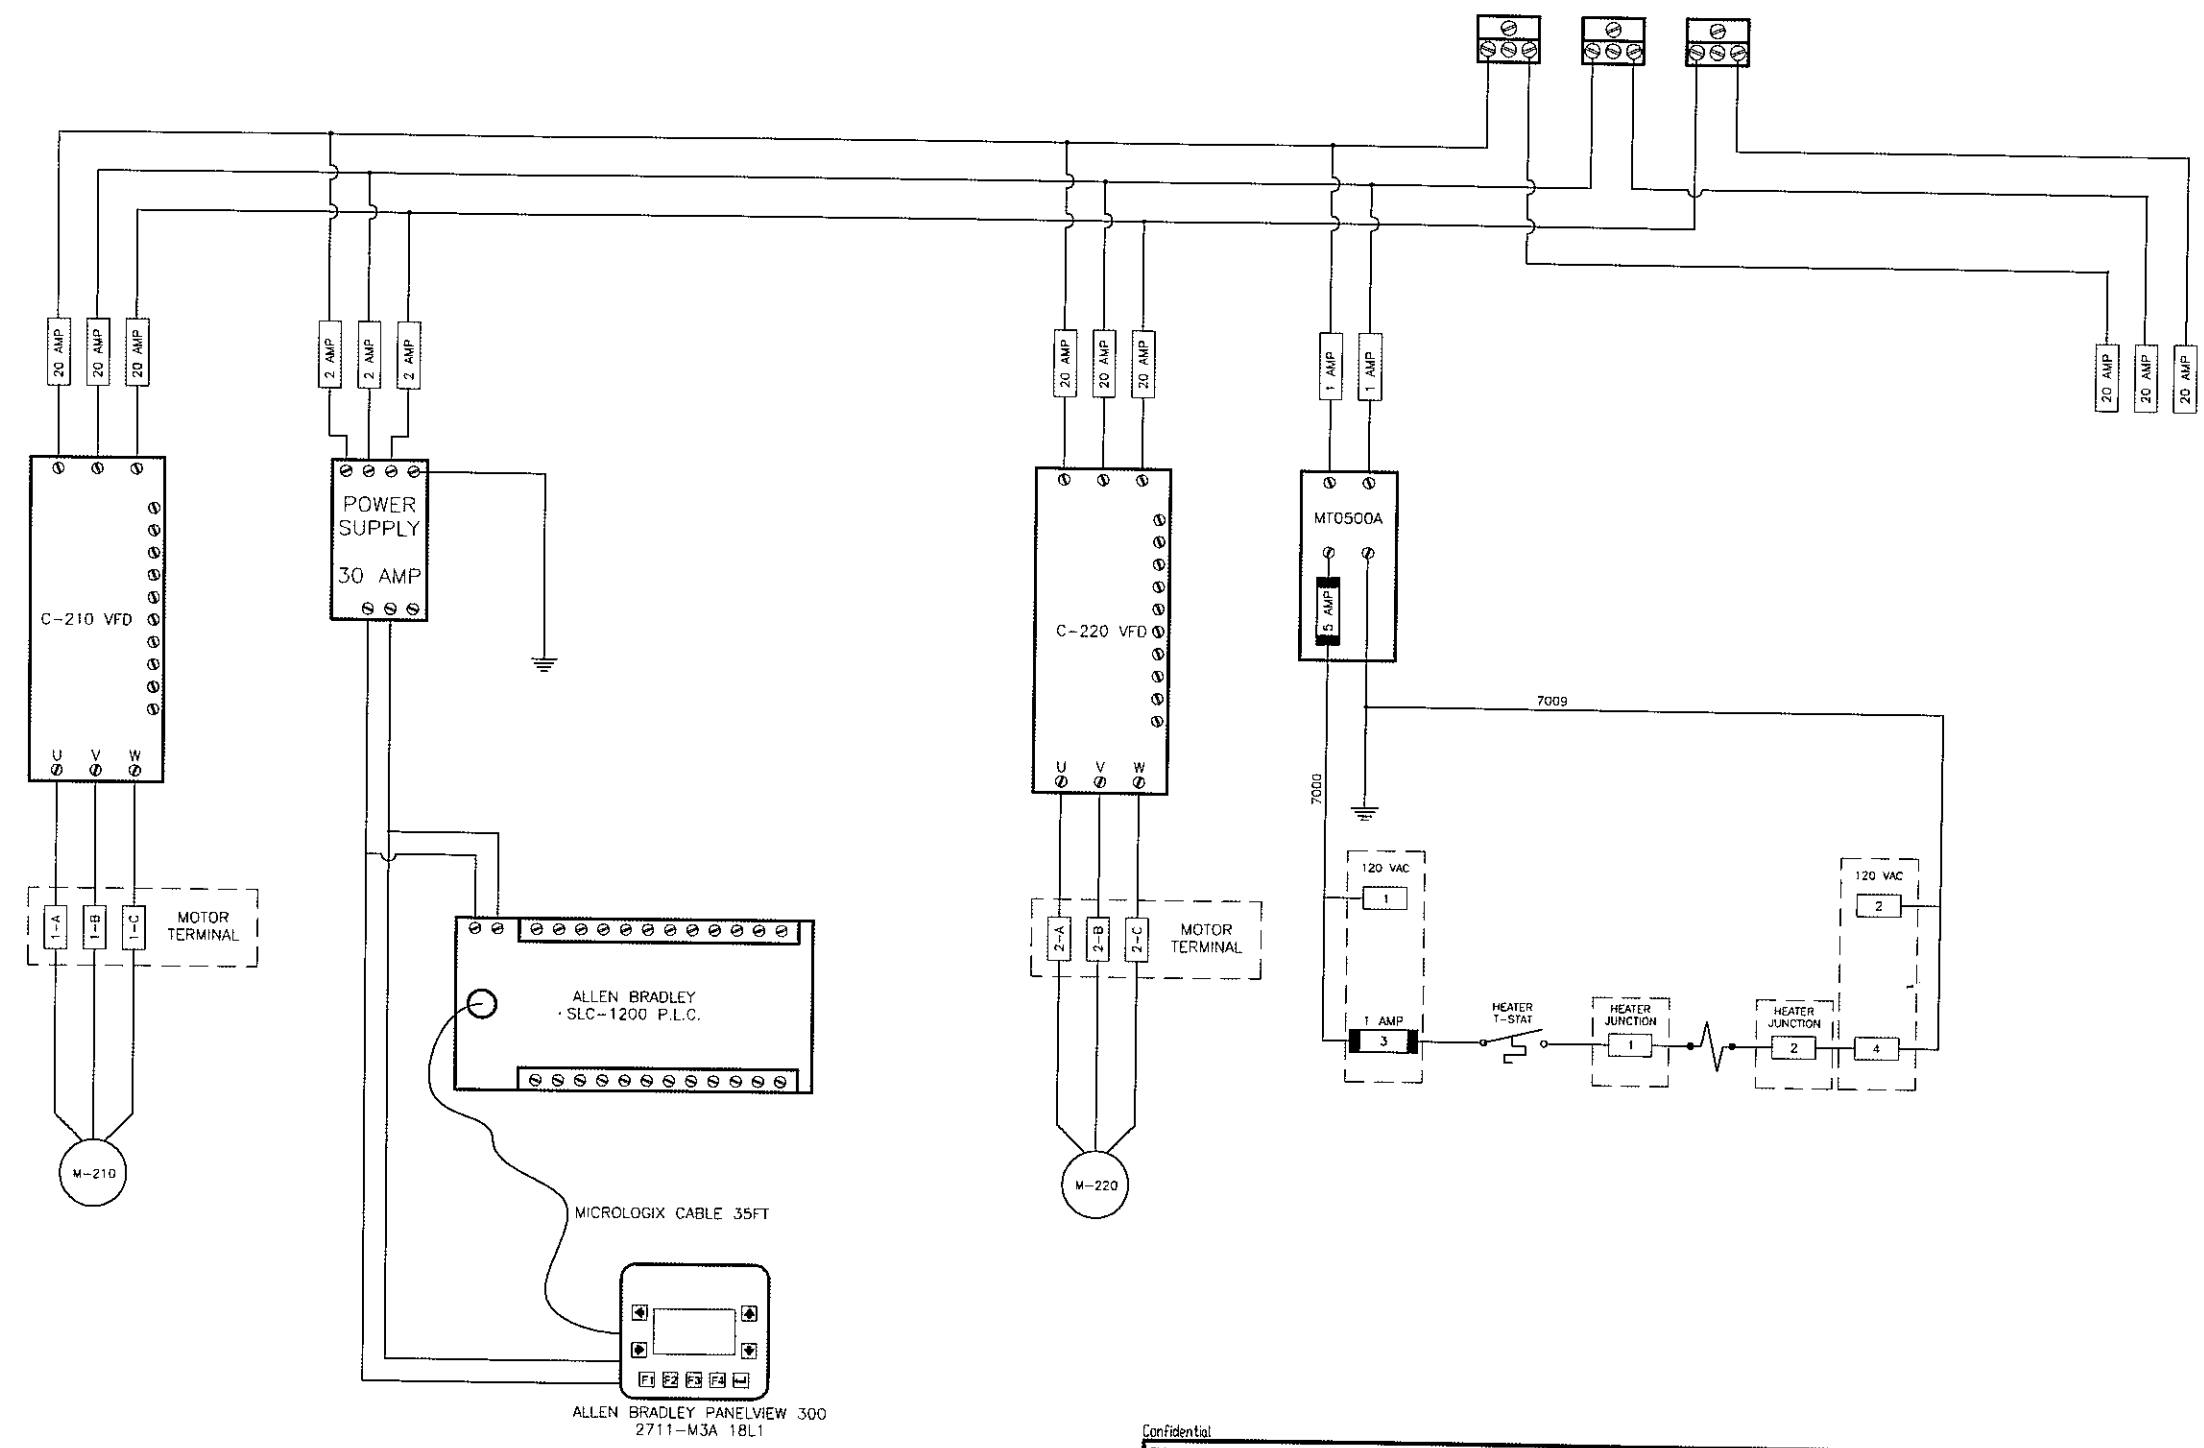 20 AMP
20 AMP
20 AMP
2 AMP
2 AMP
2 AMP
20 AMP
20 AMP
20 AMP
1 AMP
1 AMP
20 AMP
20 AMP
20 AMP
C-210 VFD
U V W
POWER
SUPPLY
30 AMP
C-220 VFD
U V W
MT0500A
5 AMP
7009
7000
1-A
1-B
1-C
MOTOR
TERMINAL
M-210
ALLEN BRADLEY
SLC-1200 P.L.C.
MICROLOGIX CABLE 35FT
F1 F2 F3 F4
ALLEN BRADLEY PANELVIEW 300
2711-M3A 18L1
2-A
2-B
2-C
MOTOR
TERMINAL
M-220
120 VAC
1
1 AMP
3
HEATER
T-STAT
HEATER
JUNCTION
1
HEATER
JUNCTION
2
120 VAC
2
4
Confidential